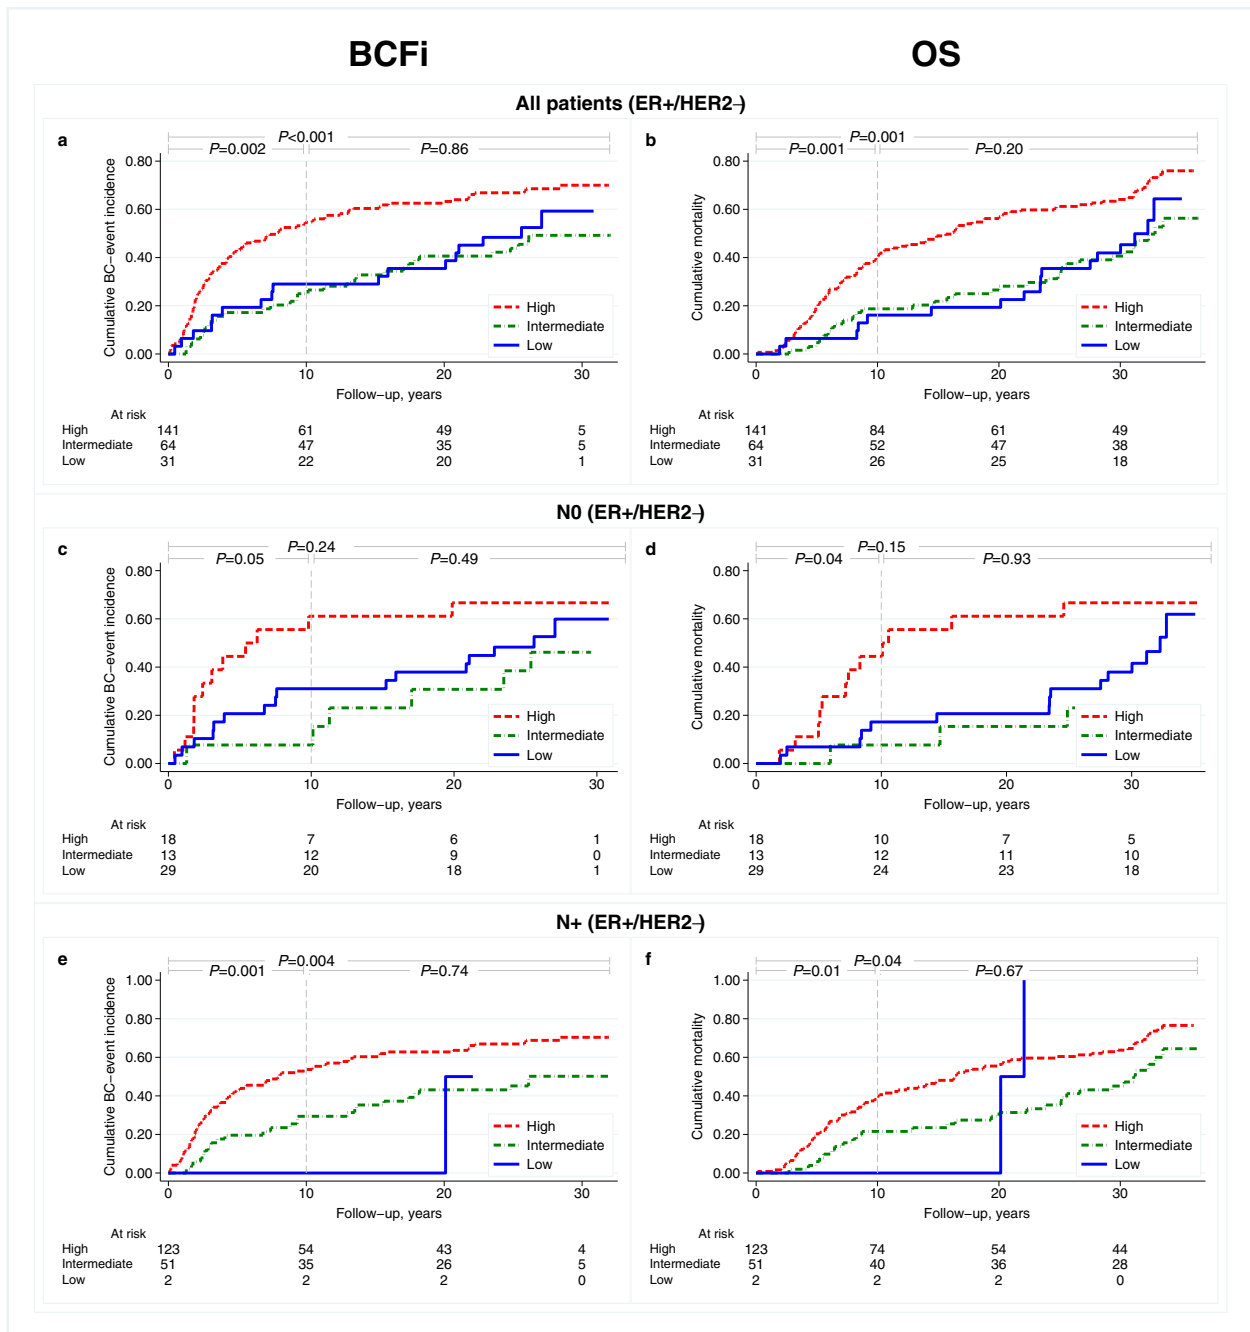 BCFi OS
All patients (ER+/HER2–)
a
P<0.001
P=0.002 P=0.86
Cumulative BC–event incidence
0.80
0.60
0.40
0.20
0.00
High
Intermediate
Low
0 10 20 30
Follow–up, years
At risk
High 141 61 49 5
Intermediate 64 47 35 5
Low 31 22 20 1
b
P=0.001
P=0.001 P=0.20
Cumulative mortality
0.80
0.60
0.40
0.20
0.00
High
Intermediate
Low
0 10 20 30
Follow–up, years
At risk
High 141 84 61 49
Intermediate 64 52 47 38
Low 31 26 25 18
N0 (ER+/HER2–)
c
P=0.24
P=0.05 P=0.49
Cumulative BC–event incidence
0.80
0.60
0.40
0.20
0.00
High
Intermediate
Low
0 10 20 30
Follow–up, years
At risk
High 18 7 6 1
Intermediate 13 12 9 0
Low 29 20 18 1
d
P=0.15
P=0.04 P=0.93
Cumulative mortality
0.80
0.60
0.40
0.20
0.00
High
Intermediate
Low
0 10 20 30
Follow–up, years
At risk
High 18 10 7 5
Intermediate 13 12 11 10
Low 29 24 23 18
N+ (ER+/HER2–)
e
P=0.004
P=0.001 P=0.74
Cumulative BC–event incidence
1.00
0.80
0.60
0.40
0.20
0.00
High
Intermediate
Low
0 10 20 30
Follow–up, years
At risk
High 123 54 43 4
Intermediate 51 35 26 5
Low 2 2 2 0
f
P=0.04
P=0.01 P=0.67
Cumulative mortality
1.00
0.80
0.60
0.40
0.20
0.00
High
Intermediate
Low
0 10 20 30
Follow–up, years
At risk
High 123 74 54 44
Intermediate 51 40 36 28
Low 2 2 2 0